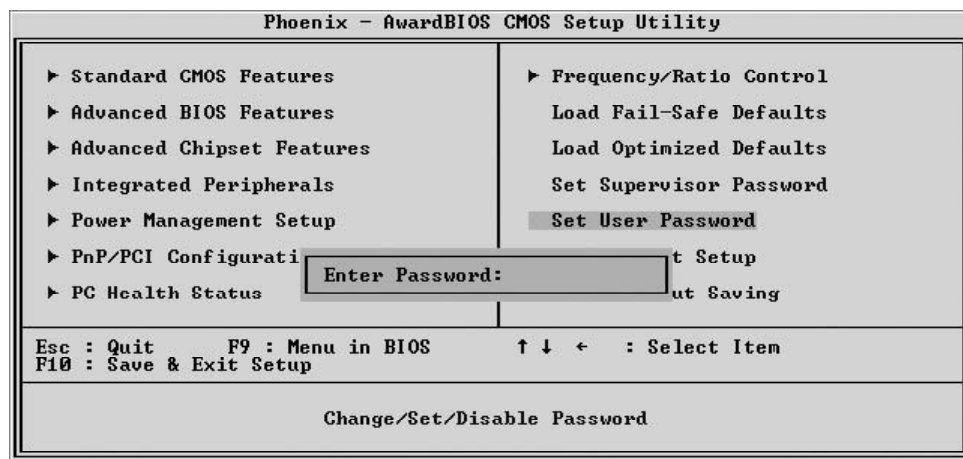 Phoenix – AwardBIOS CMOS Setup Utility
▶ Standard CMOS Features
▶ Advanced BIOS Features
▶ Advanced Chipset Features
▶ Integrated Peripherals
▶ Power Management Setup
▶ PnP/PCI Configurati
▶ PC Health Status
▶ Frequency/Ratio Control
Load Fail-Safe Defaults
Load Optimized Defaults
Set Supervisor Password
Set User Password
t Setup
ut Saving
Enter Password:
Esc : Quit F9 : Menu in BIOS ↑ ↓ ← : Select Item
F10 : Save & Exit Setup
Change/Set/Disable Password